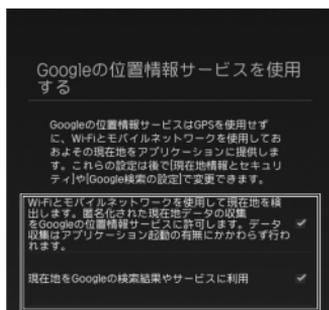 Googleの位置情報サービスを使用
する
Googleの位置情報サービスはGPSを使用せず
に、Wi-Fiとモバイルネットワークを使用してお
およその現在地をアプリケーションに提供しま
す。これらの設定は後で[現在地情報とセキュリ
ティ]や[Google検索の設定]で変更できます。
Wi-Fiとモバイルネットワークを使用して現在地を検
出します。匿名化された現在地データの収集
をGoogleの位置情報サービスに許可します。データ
収集はアプリケーション起動の有無にかかわらず行わ
れます。
現在地をGoogleの検索結果やサービスに利用